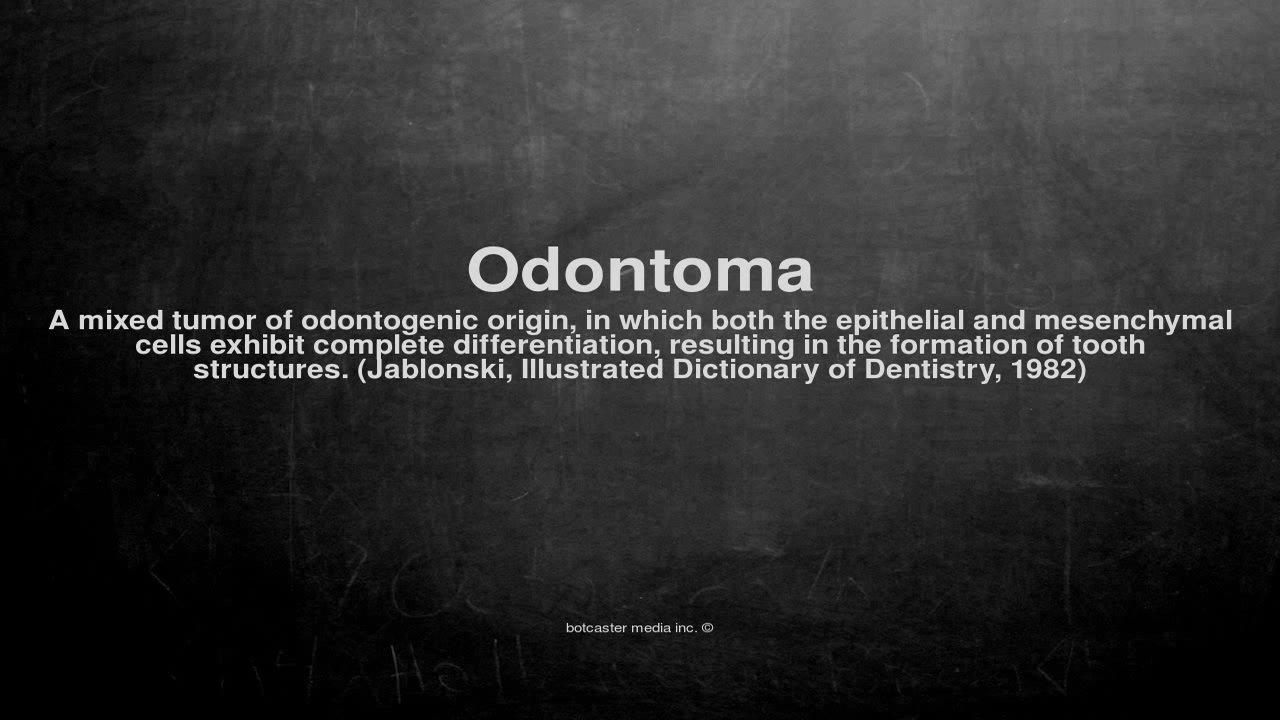 Odontoma
A mixed tumor of odontogenic origin, in which both the epithelial and mesenchymal
cells exhibit complete differentiation, resulting in the formation of tooth
structures. (Jablonski, Illustrated Dictionary of Dentistry, 1982)
botcaster media inc. ©